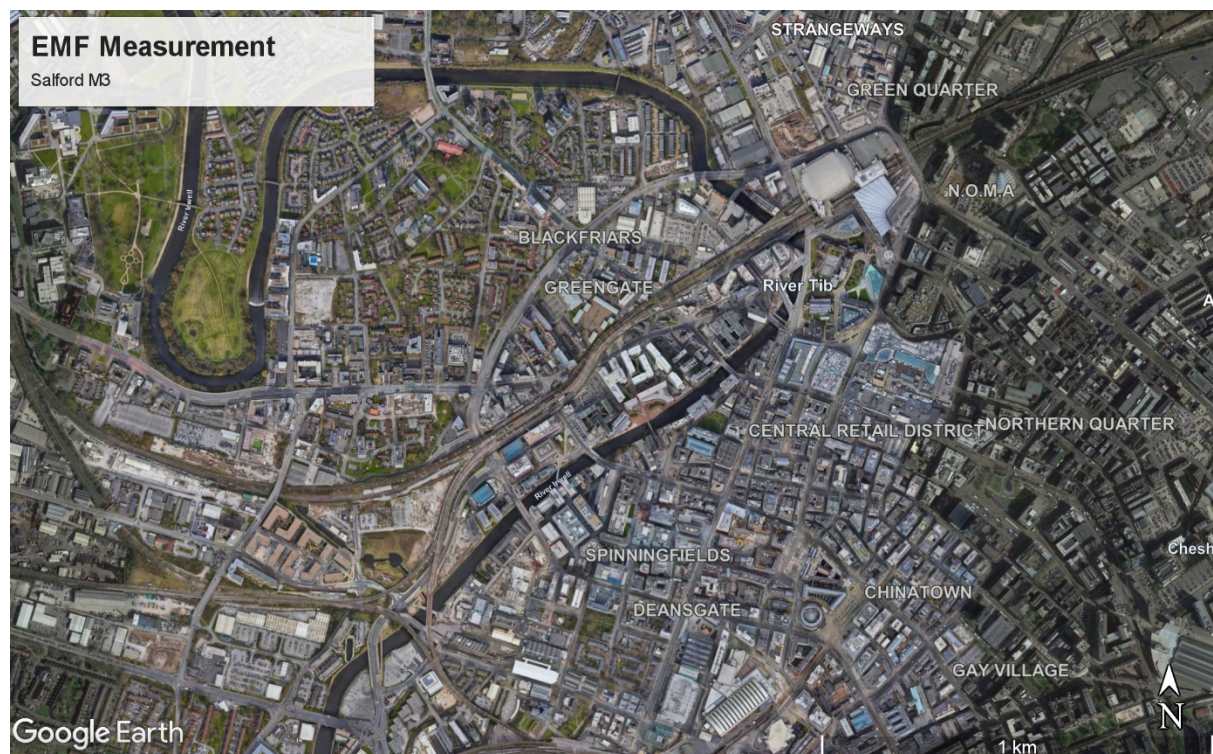 EMF Measurement
Salford M3
STRANGEWAYS
GREEN QUARTER
N.O.M.A
River Irwell
BLACKFRIARS
GREENGATE
River Tib
CENTRAL RETAIL DISTRICT
NORTHERN QUARTER
River Irwell
SPINNINGFIELDS
Chesh
CHINATOWN
DEANSGATE
GAY VILLAGE
N
Google Earth
1 km
A